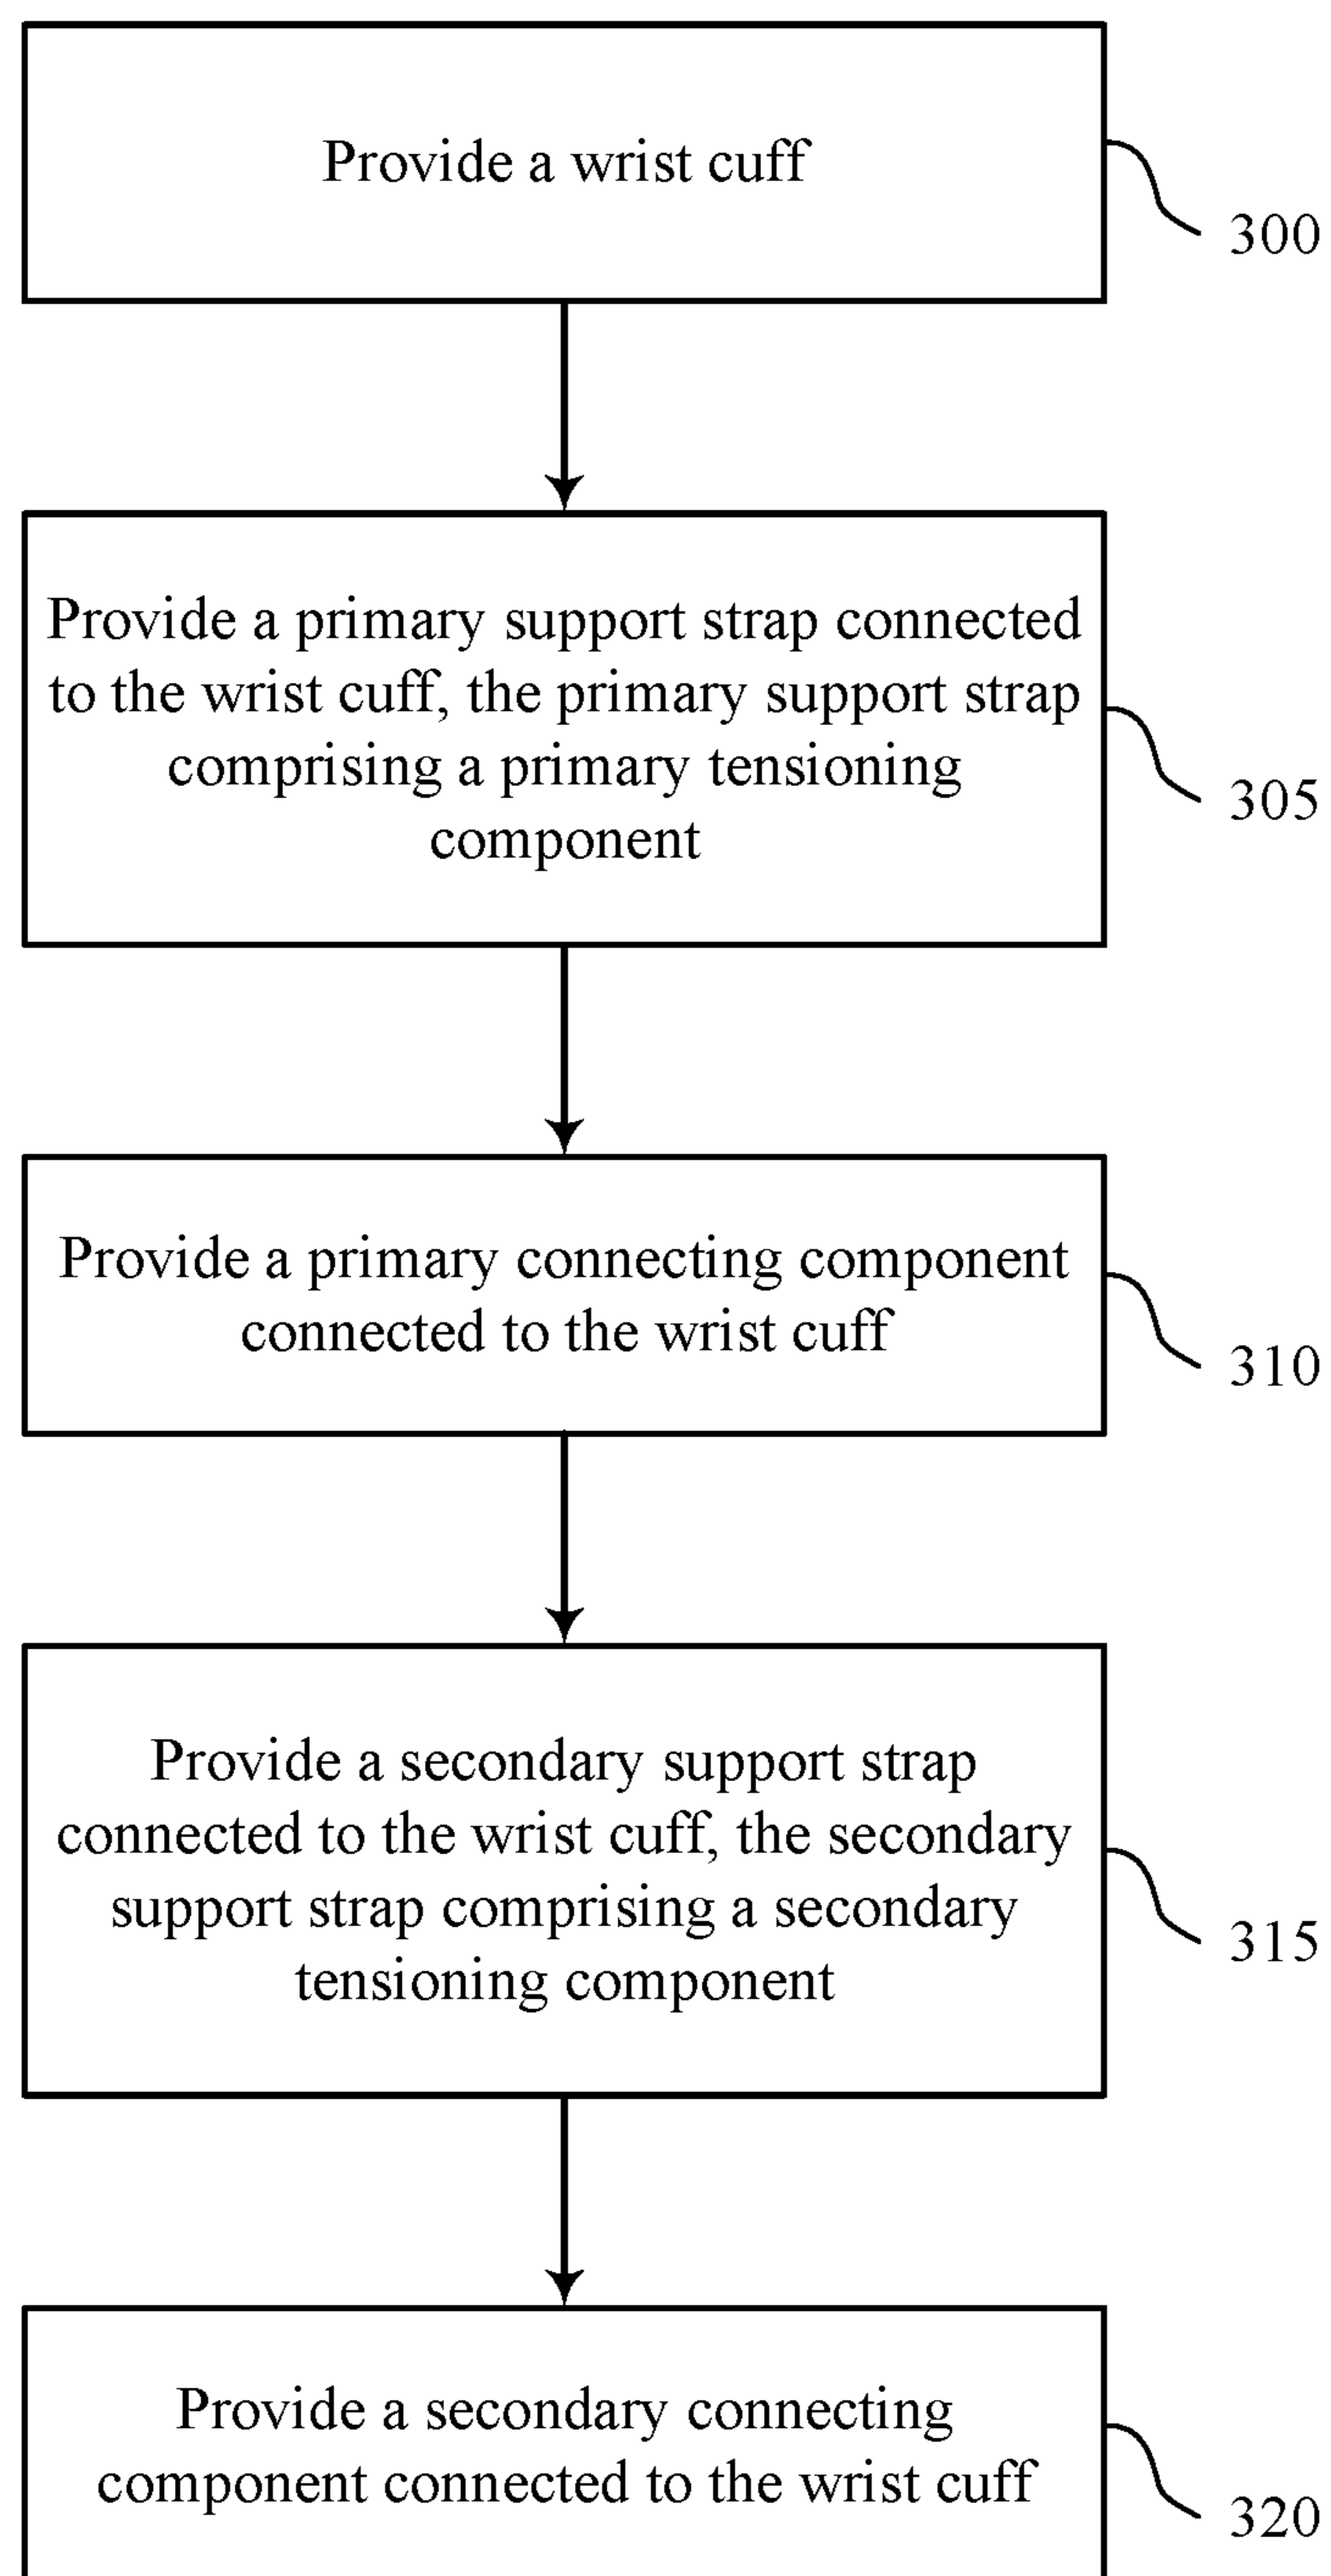 Provide a wrist cuff
300
Provide a primary support strap connected
to the wrist cuff, the primary support strap
comprising a primary tensioning
component
305
Provide a primary connecting component
connected to the wrist cuff
310
Provide a secondary support strap
connected to the wrist cuff, the secondary
support strap comprising a secondary
tensioning component
315
Provide a secondary connecting
component connected to the wrist cuff
320